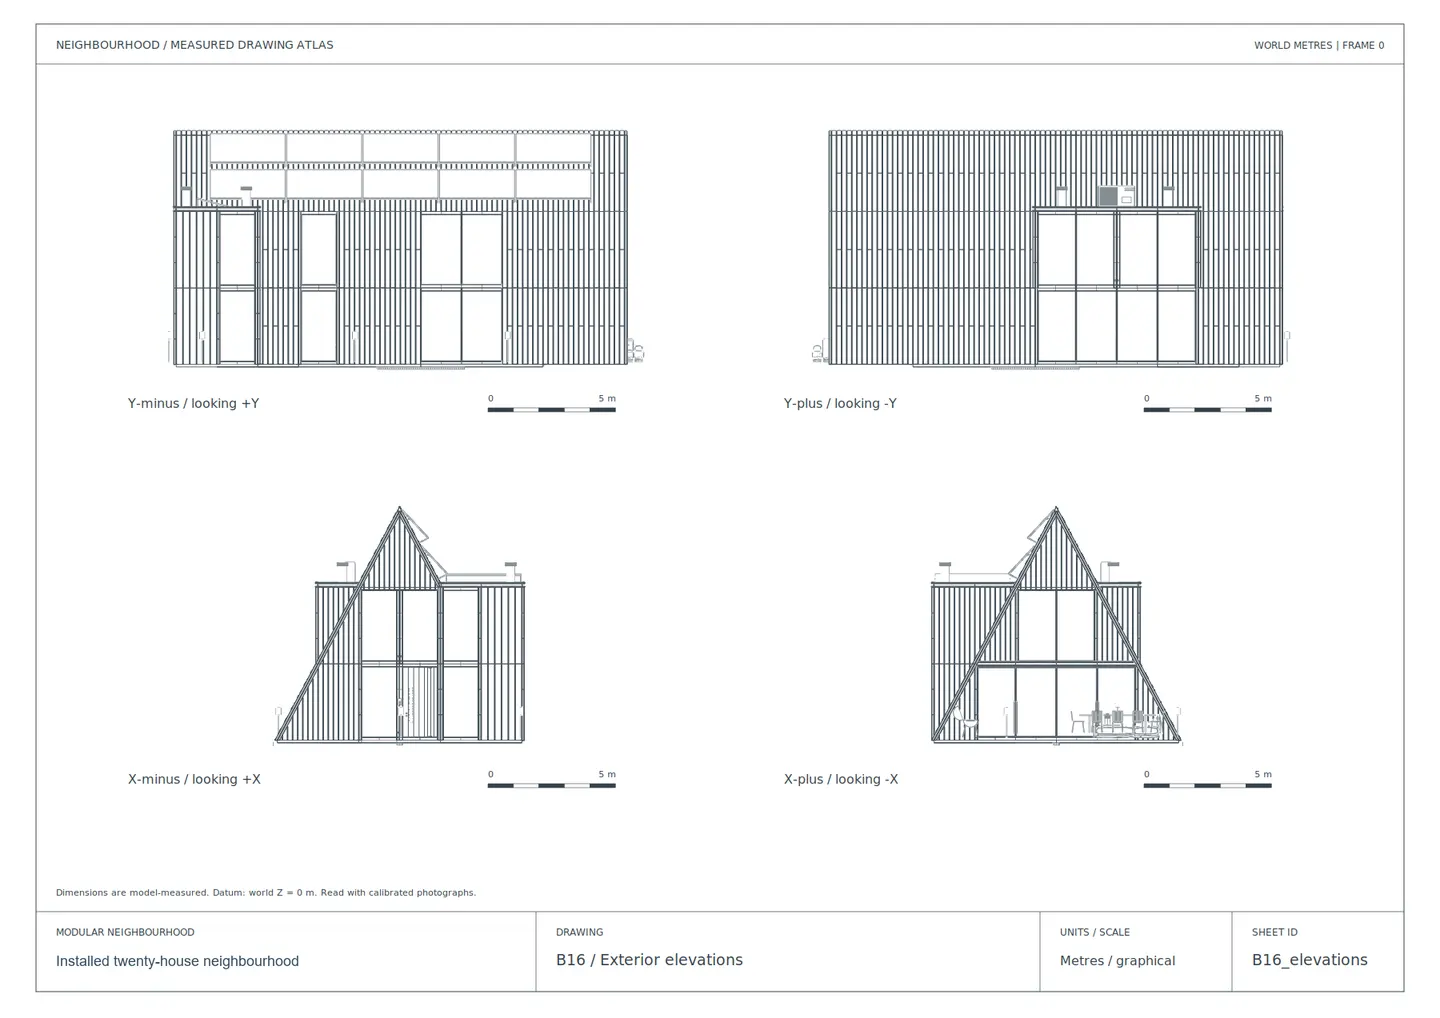 NEIGHBOURHOOD / MEASURED DRAWING ATLAS
WORLD METRES | FRAME 0
Y-minus / looking +Y
0 5 m
Y-plus / looking -Y
0 5 m
X-minus / looking +X
0 5 m
X-plus / looking -X
0 5 m
Dimensions are model-measured. Datum: world Z = 0 m. Read with calibrated photographs.
MODULAR NEIGHBOURHOOD
Installed twenty-house neighbourhood
DRAWING
B16 / Exterior elevations
UNITS / SCALE
Metres / graphical
SHEET ID
B16_elevations